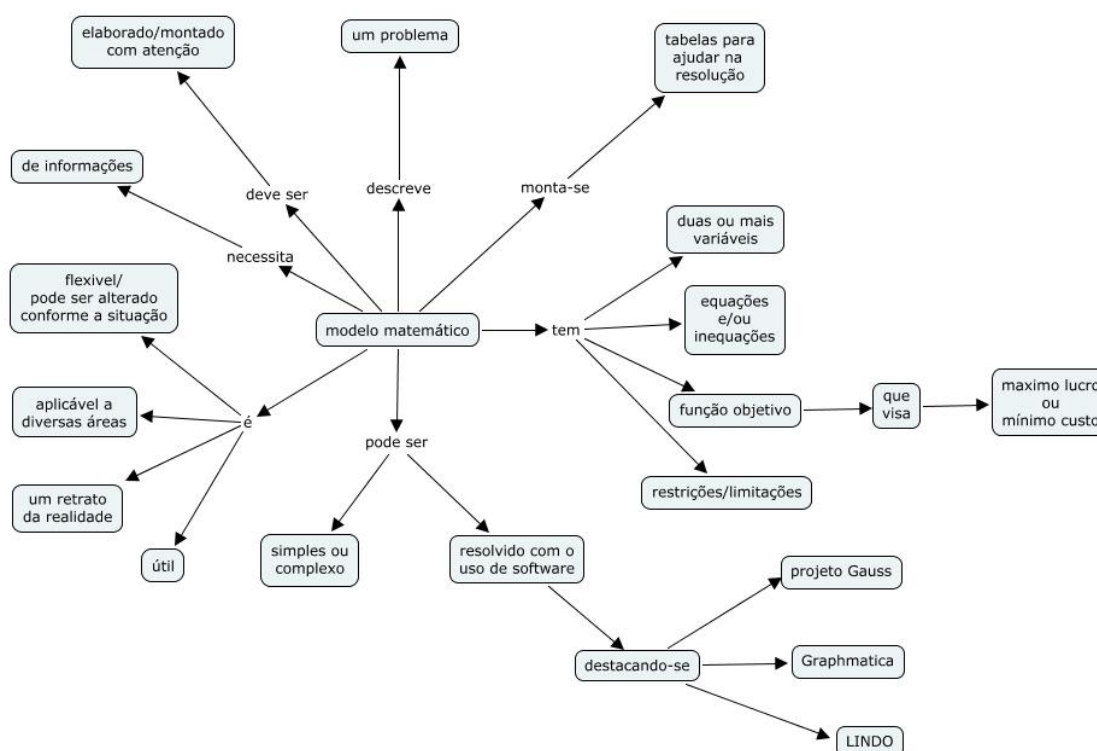 elaborado/montado
com atenção
um problema
tabelas para
ajudar na
resolução
de informações
deve ser
descreve
monta-se
necessita
duas ou mais
variáveis
flexivel/
pode ser alterado
conforme a situação
equações
e/ou
inequações
modelo matemático
tem
aplicável a
diversas áreas
é
função objetivo
que
visa
maximo lucro
ou
mínimo custo
pode ser
um retrato
da realidade
restrições/limitações
útil
simples ou
complexo
resolvido com o
uso de software
projeto Gauss
destacando-se
Graphmatica
LINDO